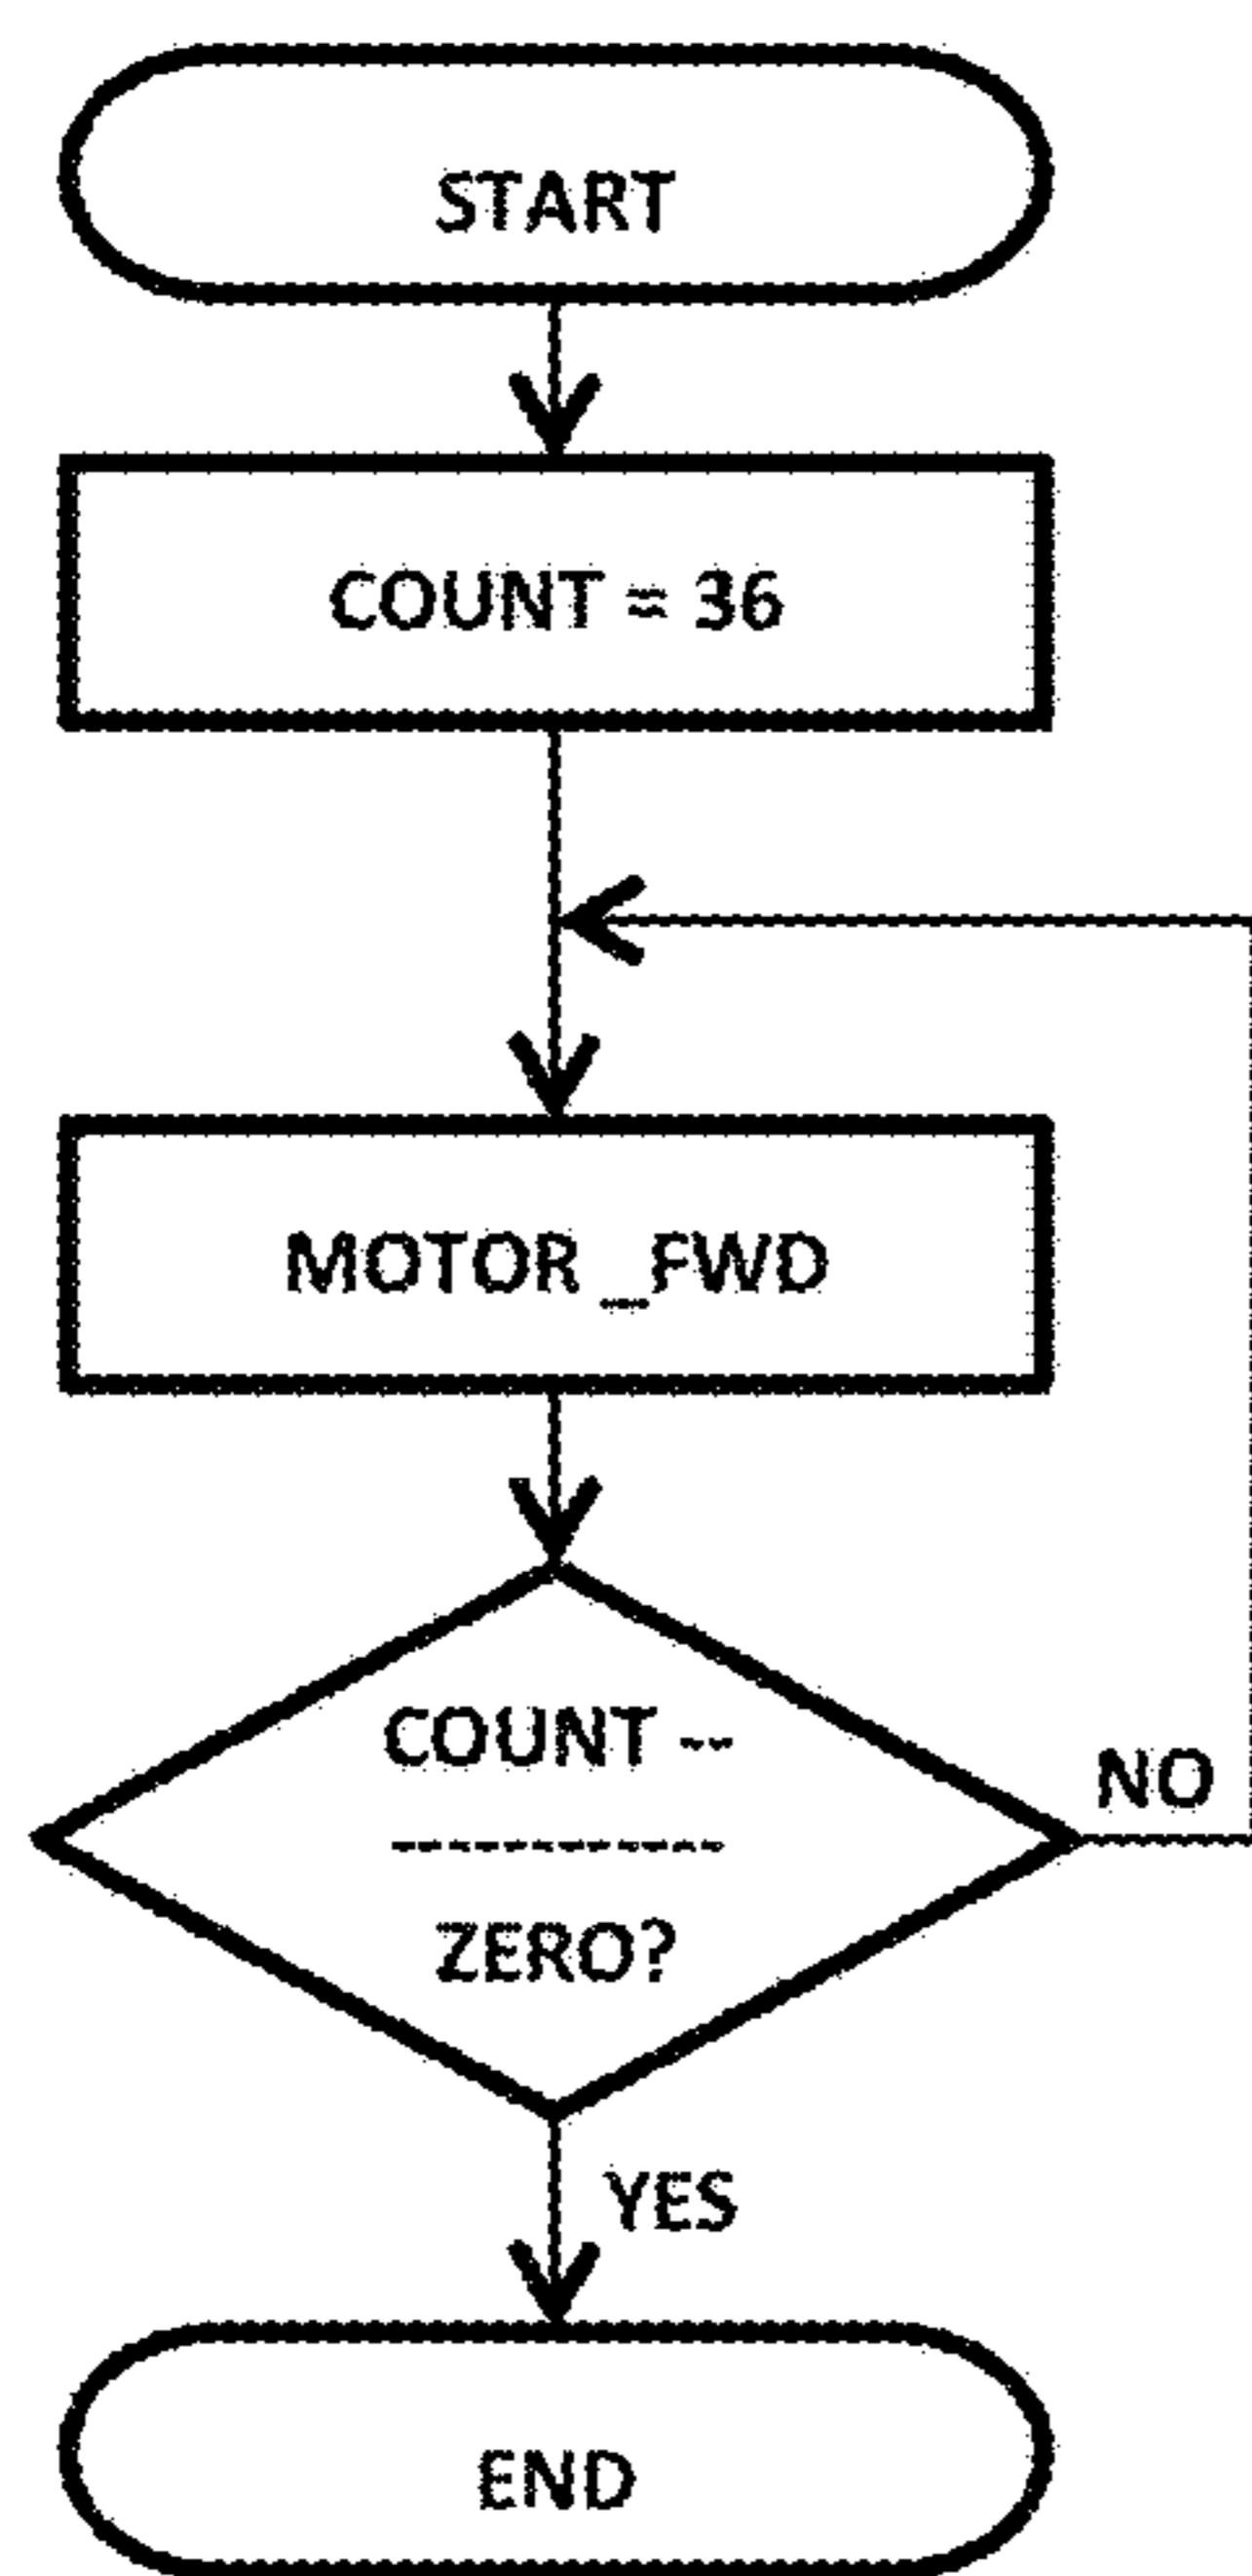 START
COUNT = 36
MOTOR _FWD
COUNT --
------------
ZERO?
NO
YES
END